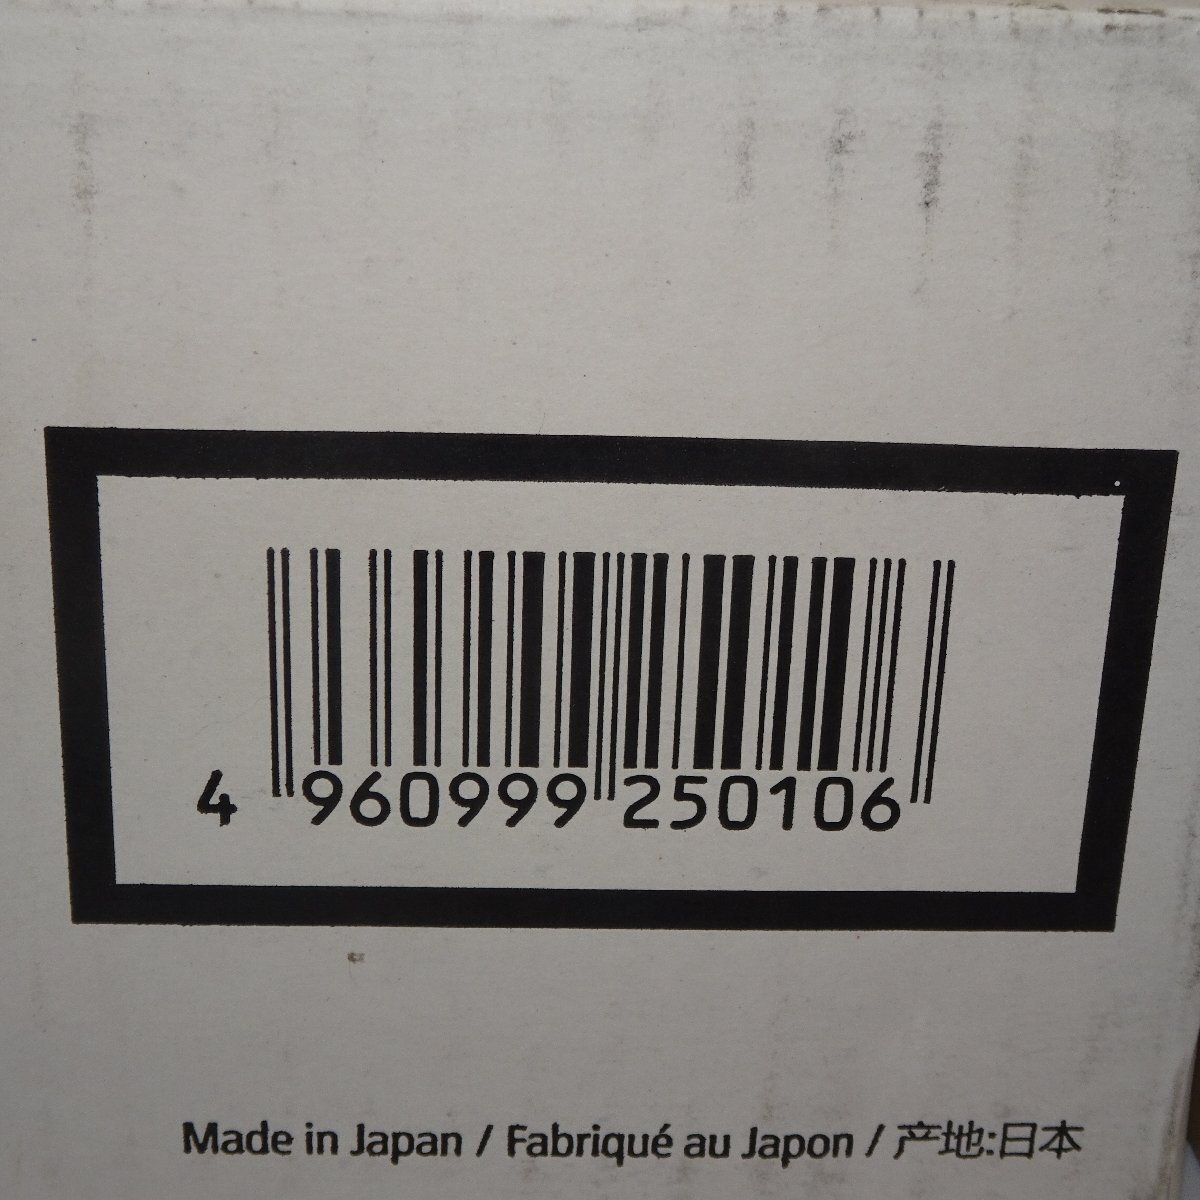 4 960999 250106
Made in Japan / Fabriqué au Japon / 产地:日本